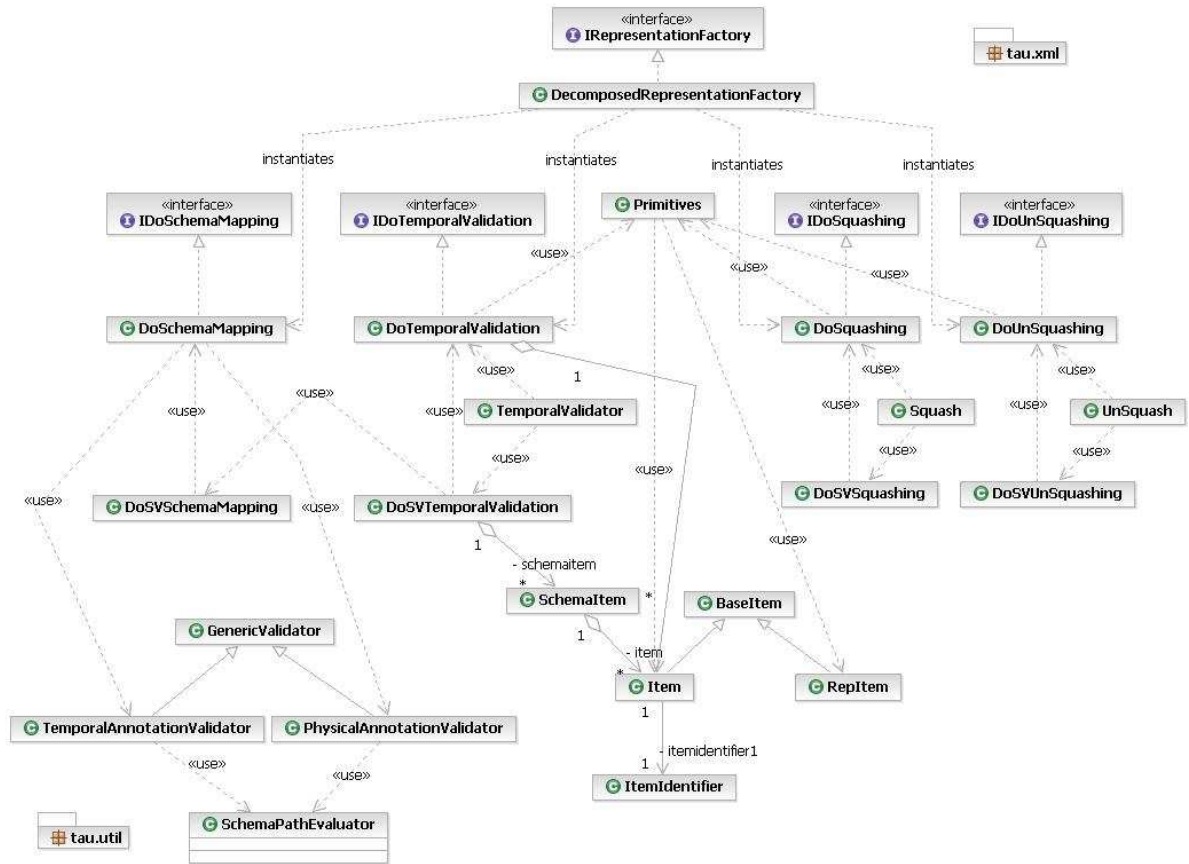 «interface»
IRepresentationFactory
tau.xml
DecomposedRepresentationFactory
instantiates
instantiates
instantiates
instantiates
«interface»
IDoSchemaMapping
«interface»
IDoTemporalValidation
Primitives
«interface»
IDoSquashing
«interface»
IDoUnSquashing
«use»
«use»
«use»
DoSchemaMapping
DoTemporalValidation
DoSquashing
DoUnSquashing
1
«use»
«use»
«use»
«use»
«use»
«use»
«use»
«use»
TemporalValidator
Squash
UnSquash
«use»
«use»
«use»
«use»
«use»
«use»
DoSVSchemaMapping
DoSVTemporalValidation
DoSVSquashing
DoSVUnSquashing
«use»
1
- schemaitem
*
*
SchemaItem
BaseItem
1
GenericValidator
- item
*
Item
RepItem
1
TemporalAnnotationValidator
PhysicalAnnotationValidator
- itemidentifier1
«use»
«use»
1
ItemIdentifier
tau.util
SchemaPathEvaluator